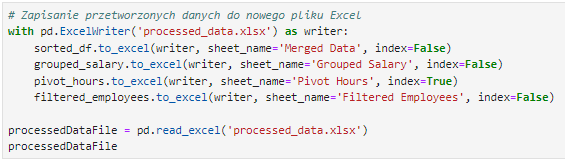 # Zapisanie przetworzonych danych do nowego pliku Excel
with pd.ExcelWriter('processed_data.xlsx') as writer:
    sorted_df.to_excel(writer, sheet_name='Merged Data', index=False)
    grouped_salary.to_excel(writer, sheet_name='Grouped Salary', index=False)
    pivot_hours.to_excel(writer, sheet_name='Pivot Hours', index=True)
    filtered_employees.to_excel(writer, sheet_name='Filtered Employees', index=False)

processedDataFile = pd.read_excel('processed_data.xlsx')
processedDataFile